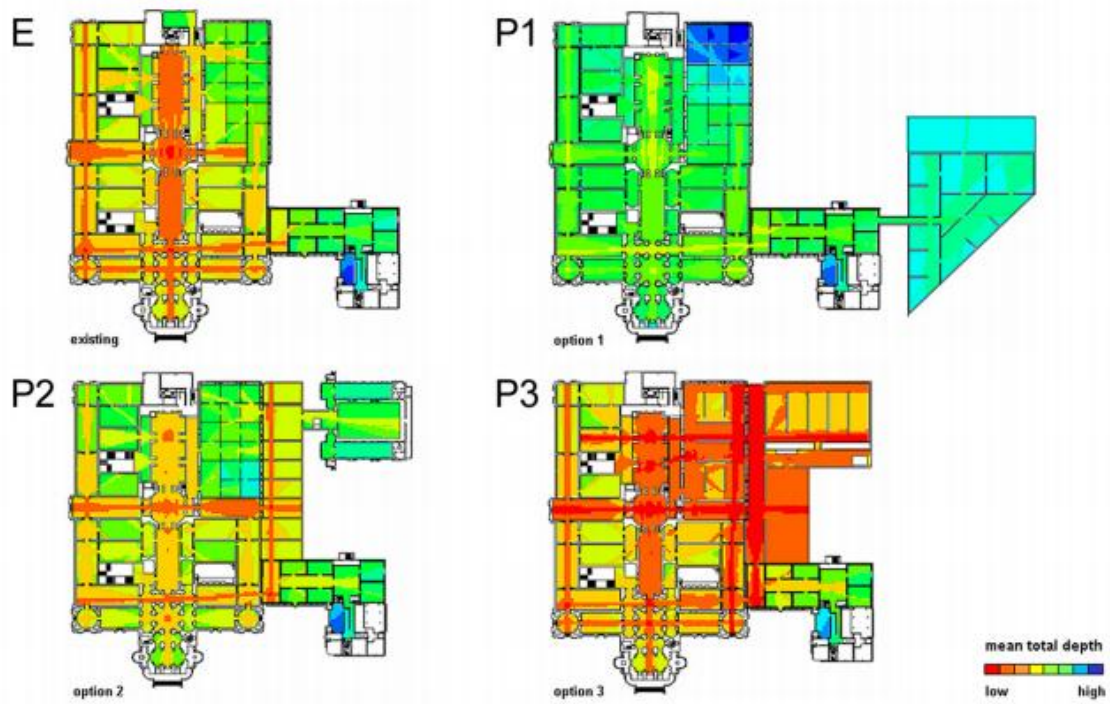 E
P1
existing
option 1
P2
P3
option 2
option 3
mean total depth
low high